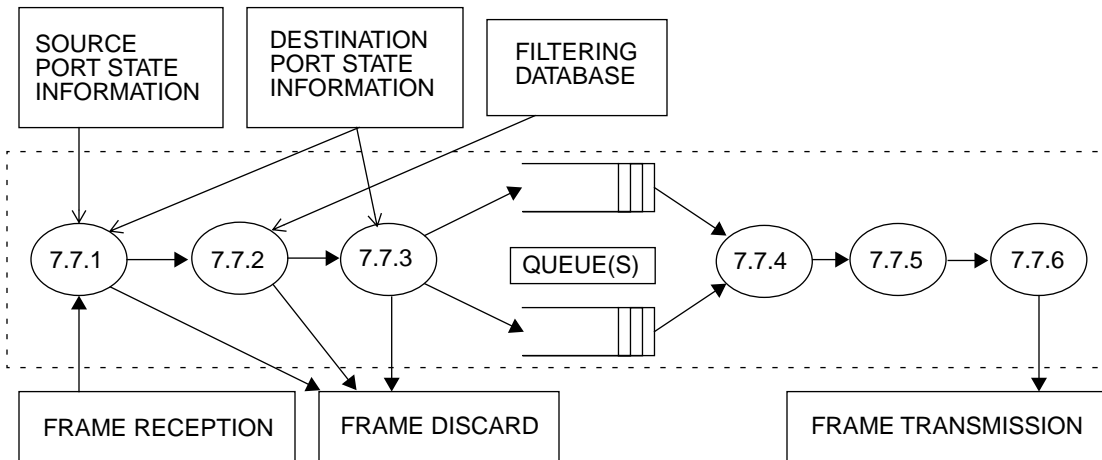 SOURCE
PORT STATE
INFORMATION
DESTINATION
PORT STATE
INFORMATION
FILTERING
DATABASE
7.7.1
7.7.2
7.7.3
QUEUE(S)
7.7.4
7.7.5
7.7.6
FRAME RECEPTION
FRAME DISCARD
FRAME TRANSMISSION